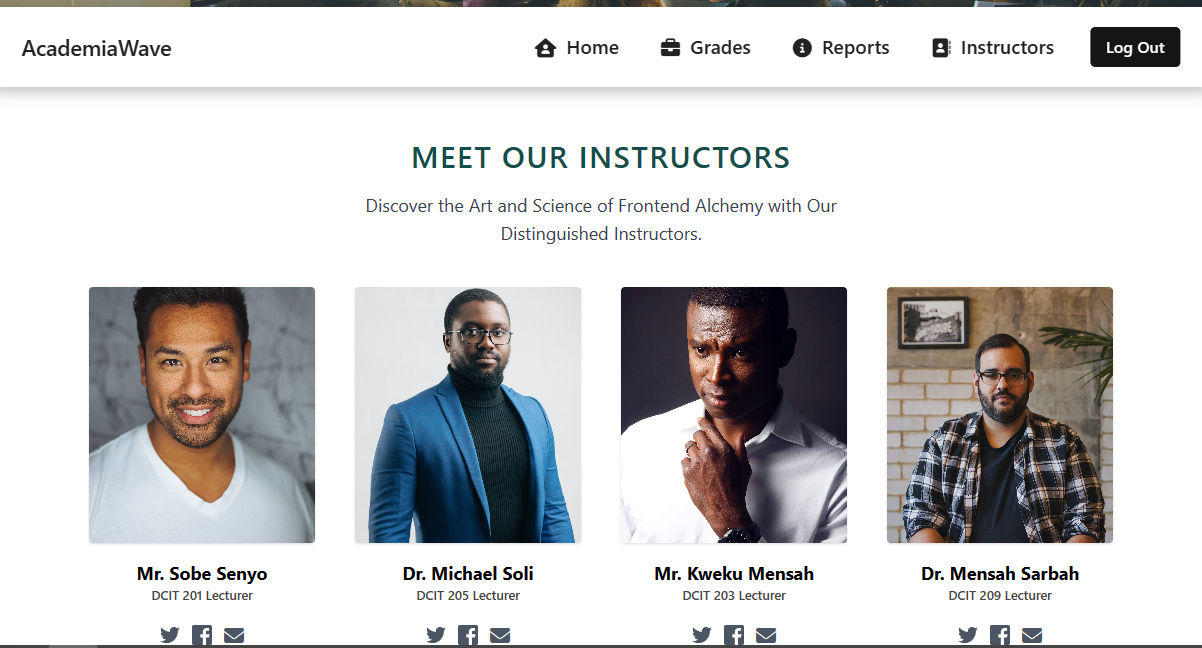 AcademiaWave
Home
Grades
Reports
Instructors
Log Out
MEET OUR INSTRUCTORS
Discover the Art and Science of Frontend Alchemy with Our
Distinguished Instructors.
Mr. Sobe Senyo
DCIT 201 Lecturer
Dr. Michael Soli
DCIT 205 Lecturer
Mr. Kweku Mensah
DCIT 203 Lecturer
Dr. Mensah Sarbah
DCIT 209 Lecturer